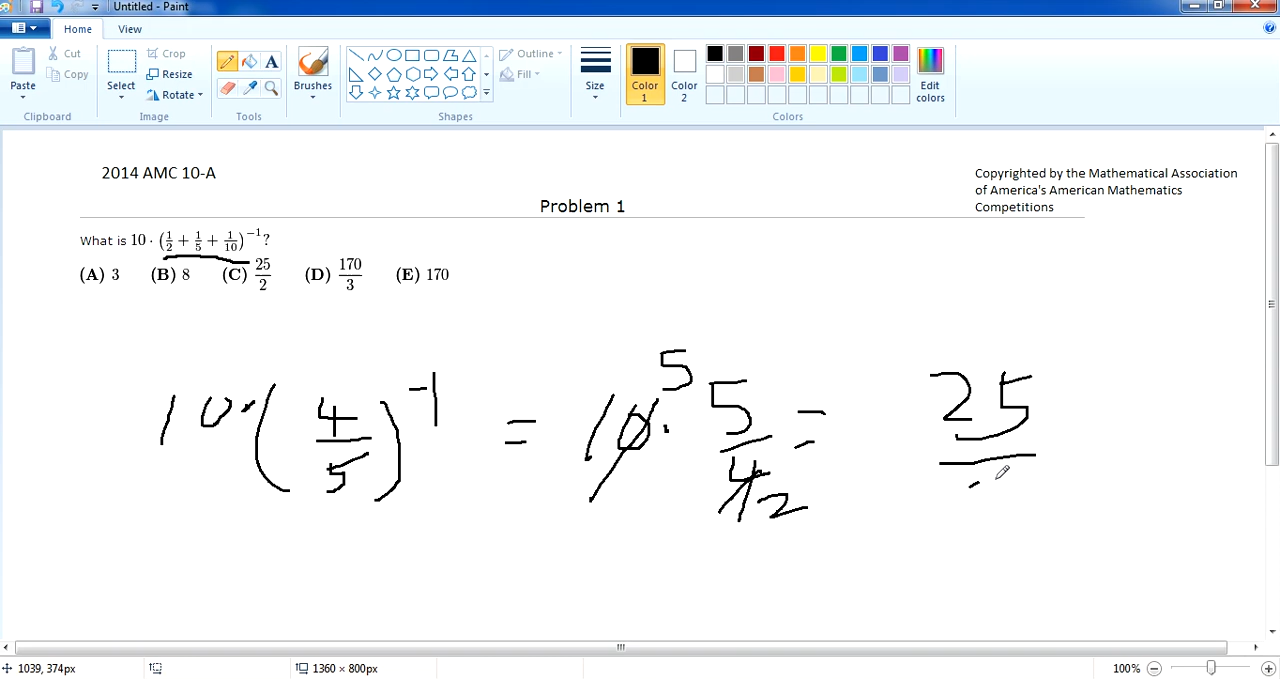 Untitled - Paint
Home View
Cut
Copy
Paste
Clipboard
Crop
Resize
Rotate
Select
Image
A
Tools
Brushes
Outline
Fill
Shapes
Size
Color 1
Color 2
Edit colors
Colors
2014 AMC 10-A
Copyrighted by the Mathematical Association
of America's American Mathematics
Competitions
Problem 1
What is 10 · (1/2 + 1/5 + 1/10)^−1?
(A) 3 (B) 8 (C) 25/2 (D) 170/3 (E) 170
10·(4/5)^-1 = 10 5 · 5/4 2 = 25
1039, 374px
1360 × 800px
100%